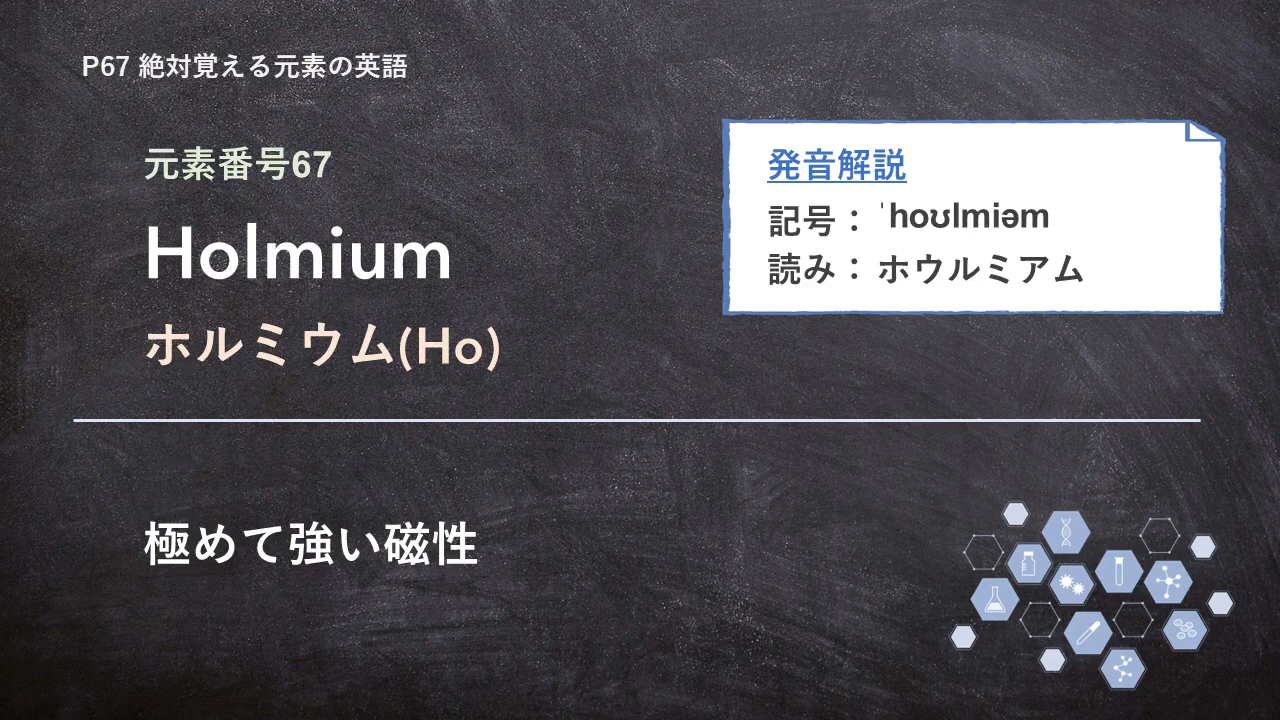 P67 絶対覚える元素の英語
元素番号67
Holmium
ホルミウム(Ho)
発音解説
記号： ˈhoʊlmiəm
読み：ホウルミアム
極めて強い磁性